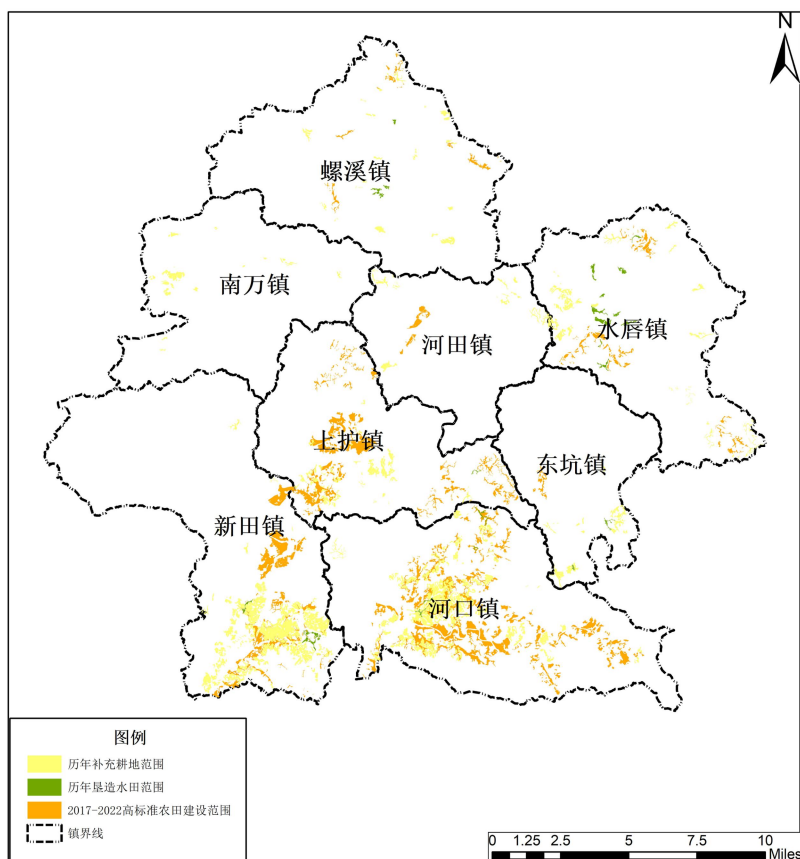 N
螺溪镇
南万镇
河田镇
水唇镇
上护镇
东坑镇
新田镇
河口镇
图例
历年补充耕地范围
历年垦造水田范围
2017-2022高标准农田建设范围
镇界线
0 1.25 2.5 5 7.5 10
Miles